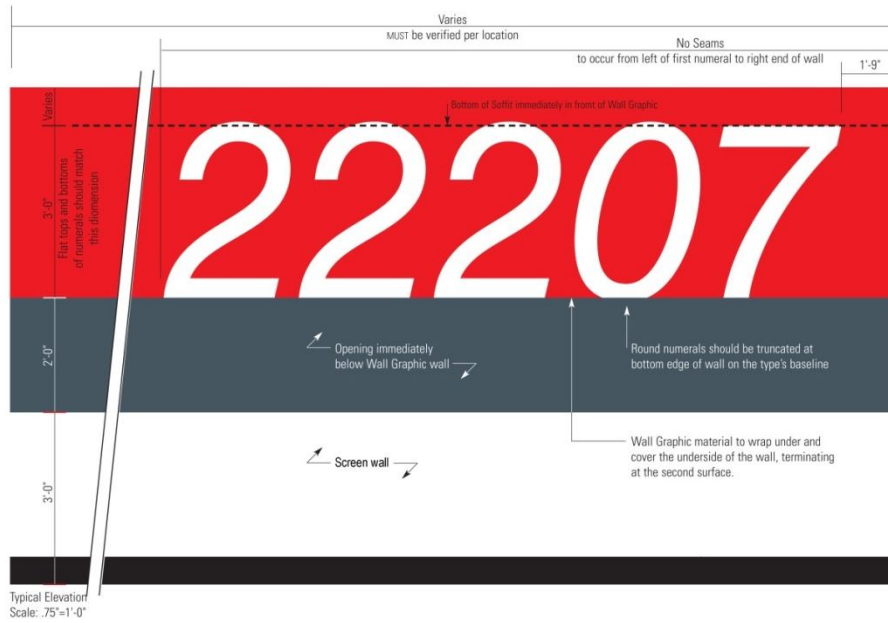 Varies
MUST be verified per location
No Seams
to occur from left of first numeral to right end of wall
1'-9"
Varies
Bottom of Soffit immediately in front of Wall Graphic
3'-0"
Flat tops and bottoms
of numerals should match
this diomension
22207
2'-0"
Opening immediately
below Wall Graphic wall
Round numerals should be truncated at
bottom edge of wall on the type's baseline
3'-0"
Screen wall
Wall Graphic material to wrap under and
cover the underside of the wall, terminating
at the second surface.
Typical Elevation
Scale: .75"=1'-0"